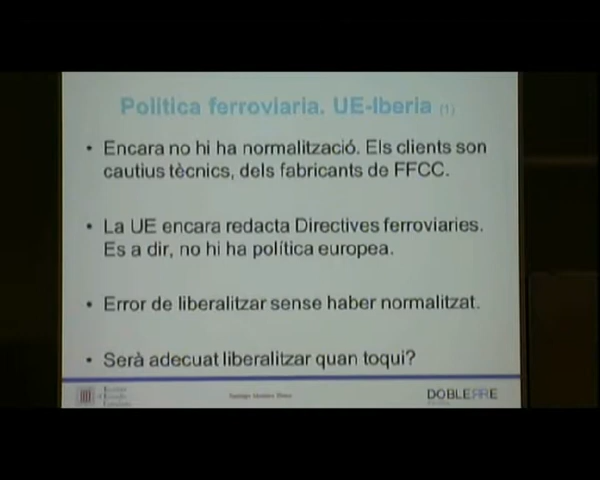 Politica ferroviaria. UE-Iberia (1)
• Encara no hi ha normalització. Els clients son
cautius tècnics, dels fabricants de FFCC.
• La UE encara redacta Directives ferroviaries.
Es a dir, no hi ha política europea.
• Error de liberalitzar sense haber normalitzat.
• Serà adecuat liberalitzar quan toqui?
DOBLERRE